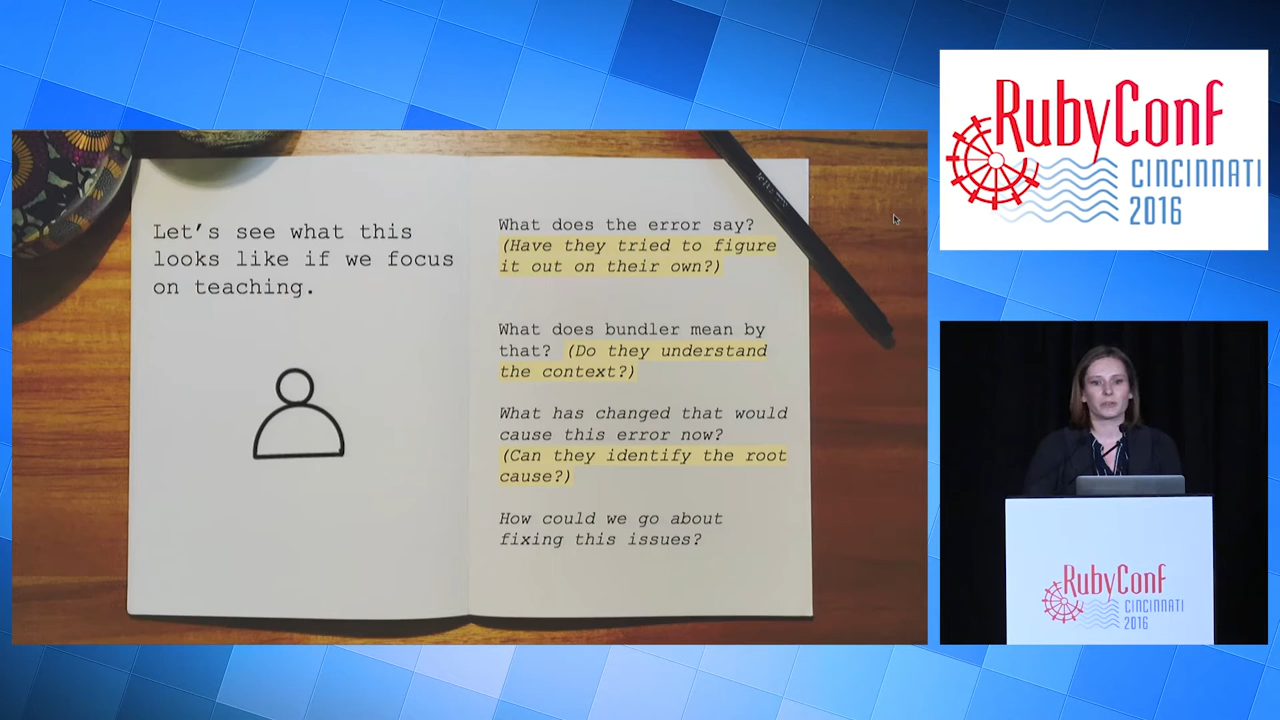 Let's see what this
looks like if we focus
on teaching.
What does the error say?
(Have they tried to figure
it out on their own?)
What does bundler mean by
that? (Do they understand
the context?)
What has changed that would
cause this error now?
(Can they identify the root
cause?)
How could we go about
fixing this issues?
RubyConf
CINCINNATI
2016
RubyConf
CINCINNATI
2016